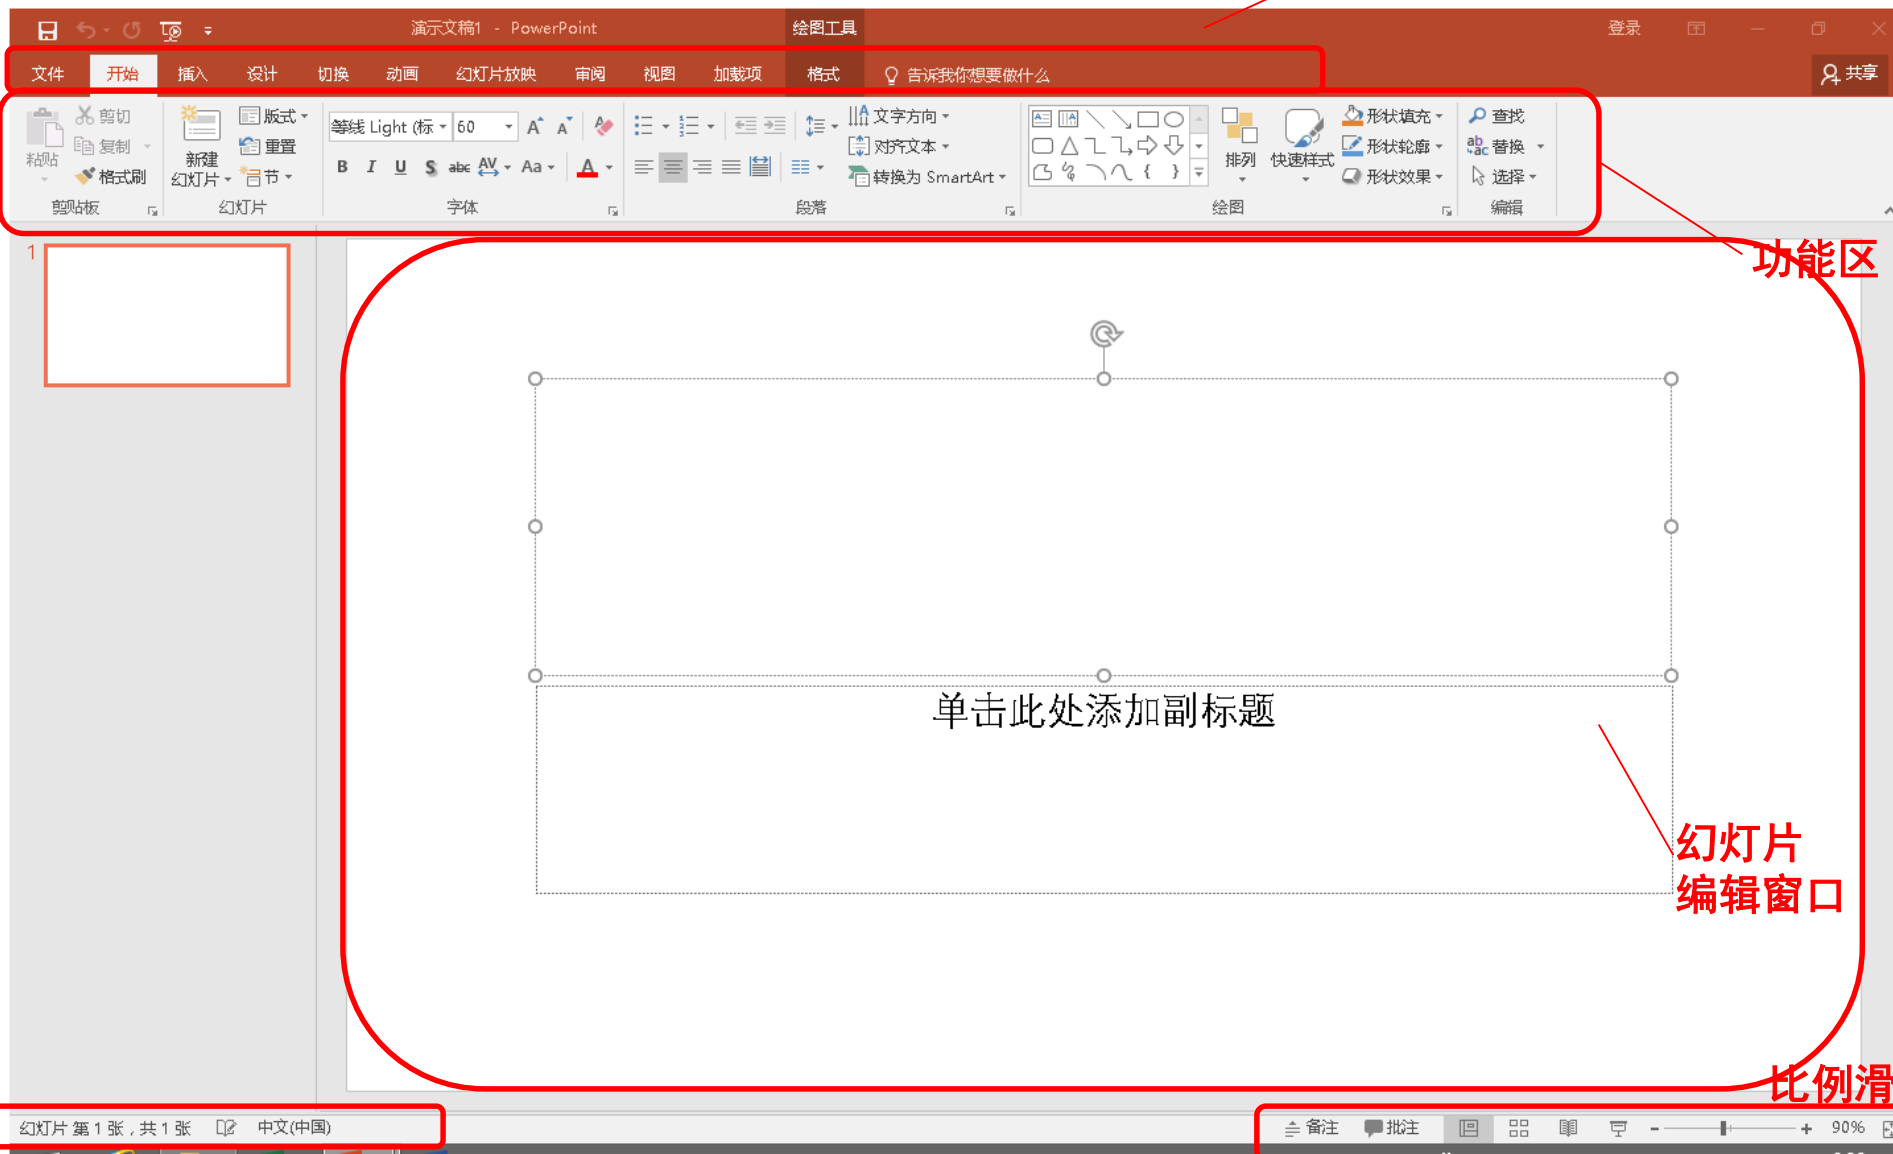 演示文稿1 - PowerPoint
绘图工具
登录
文件 开始 插入 设计 切换 动画 幻灯片放映 审阅 视图 加载项 格式 告诉我你想要做什么 共享
粘贴
剪切
复制
格式刷
剪贴板
新建
幻灯片
版式
重置
节
幻灯片
等线 Light (标 60
B I U S abc AV Aa A
字体
文字方向
对齐文本
转换为 SmartArt
段落
排列
快速样式
形状填充
形状轮廓
形状效果
绘图
查找
替换
选择
编辑
功能区
1
单击此处添加副标题
幻灯片
编辑窗口
比例滑
幻灯片 第 1 张，共 1 张 中文(中国)
备注 批注 90%